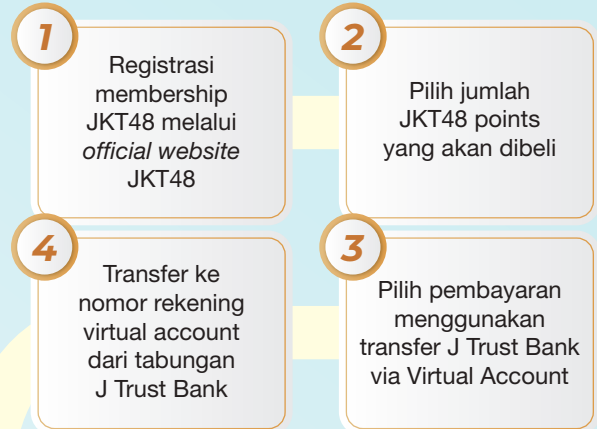 1
Registrasi
membership
JKT48 melalui
official website
JKT48
2
Pilih jumlah
JKT48 points
yang akan dibeli
3
Pilih pembayaran
menggunakan
transfer J Trust Bank
via Virtual Account
4
Transfer ke
nomor rekening
virtual account
dari tabungan
J Trust Bank